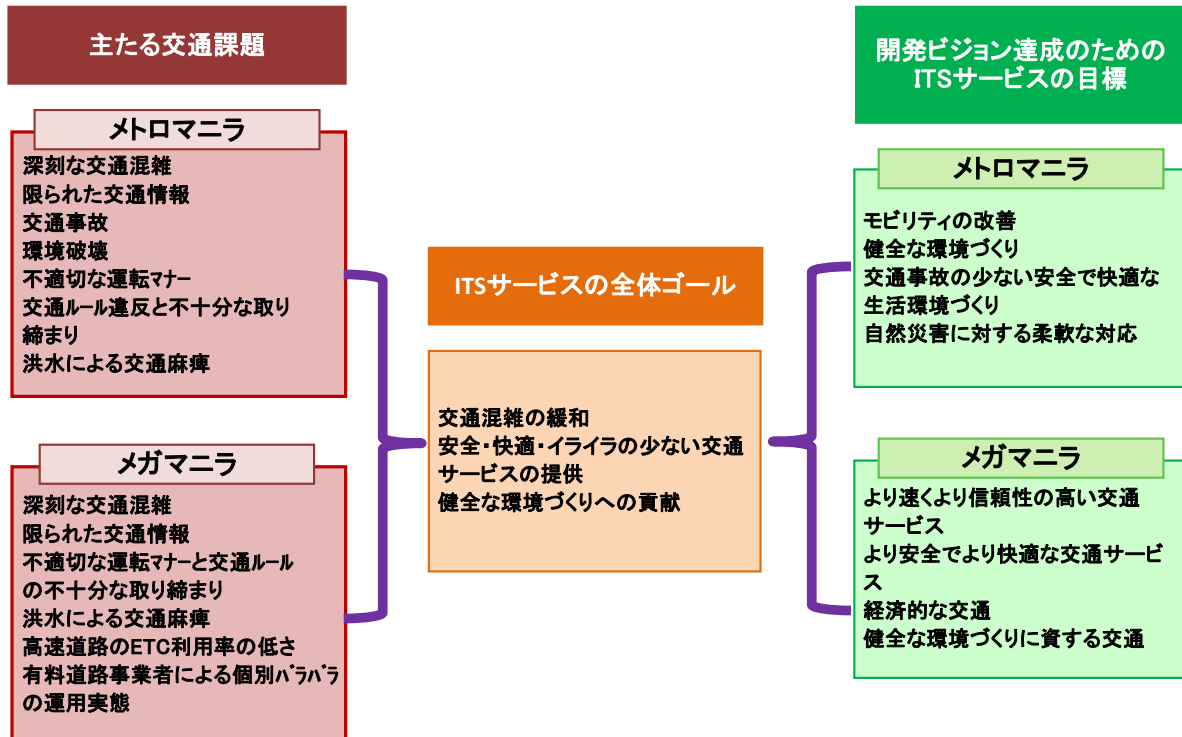 主たる交通課題
メトロマニラ
深刻な交通混雑
限られた交通情報
交通事故
環境破壊
不適切な運転マナー
交通ルール違反と不十分な取り
締まり
洪水による交通麻痺
メガマニラ
深刻な交通混雑
限られた交通情報
不適切な運転マナーと交通ルール
の不十分な取り締まり
洪水による交通麻痺
高速道路のETC利用率の低さ
有料道路事業者による個別バラバラ
の運用実態
ITSサービスの全体ゴール
交通混雑の緩和
安全・快適・イライラの少ない交通
サービスの提供
健全な環境づくりへの貢献
開発ビジョン達成のための
ITSサービスの目標
メトロマニラ
モビリティの改善
健全な環境づくり
交通事故の少ない安全で快適な
生活環境づくり
自然災害に対する柔軟な対応
メガマニラ
より速くより信頼性の高い交通
サービス
より安全でより快適な交通サービ
ス
経済的な交通
健全な環境づくりに資する交通